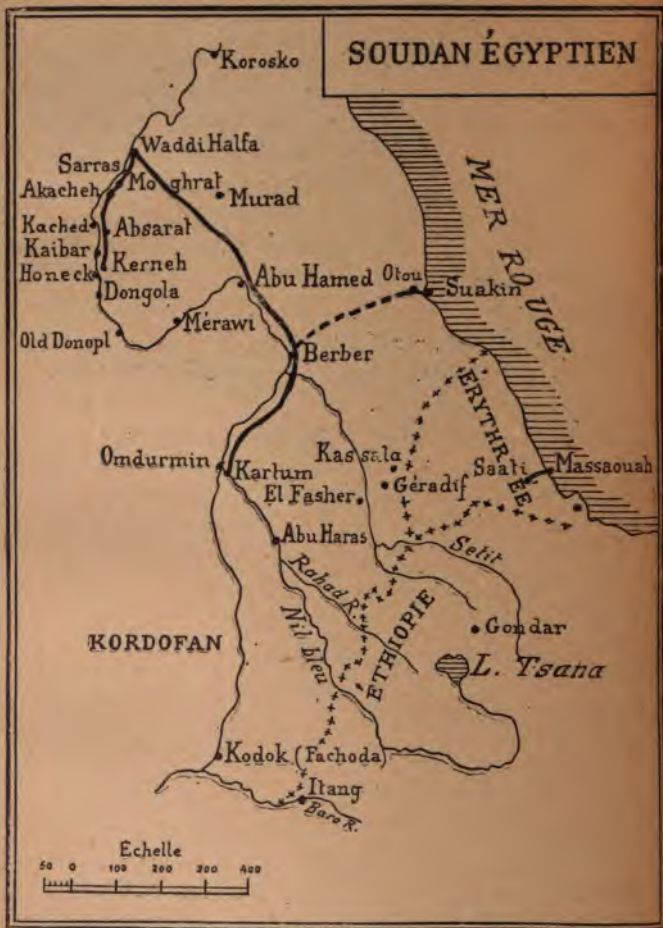 SOUDAN ÉGYPTIEN
Korosko
Waddi Halfa
Sarras
Moghrat
Akacheh
Murad
Kached
Absarat
Kaibar
Kerneh
Honeck
Dongola
Abu Hamed
Otou
Suakin
MER ROUGE
Old Donopl
Mérawi
Berber
ERYTHRÉE
Omdurmin
Kartum
Kassala
Saati
Massaouah
El Fasher
Géradif
Abu Haras
Setit
Rahad R.
Nil bleu
ETHIOPIE
Gondar
KORDOFAN
L. Tsana
Kodok (Fachoda)
Itang
Baro R.
Échelle
50 0 100 200 300 400